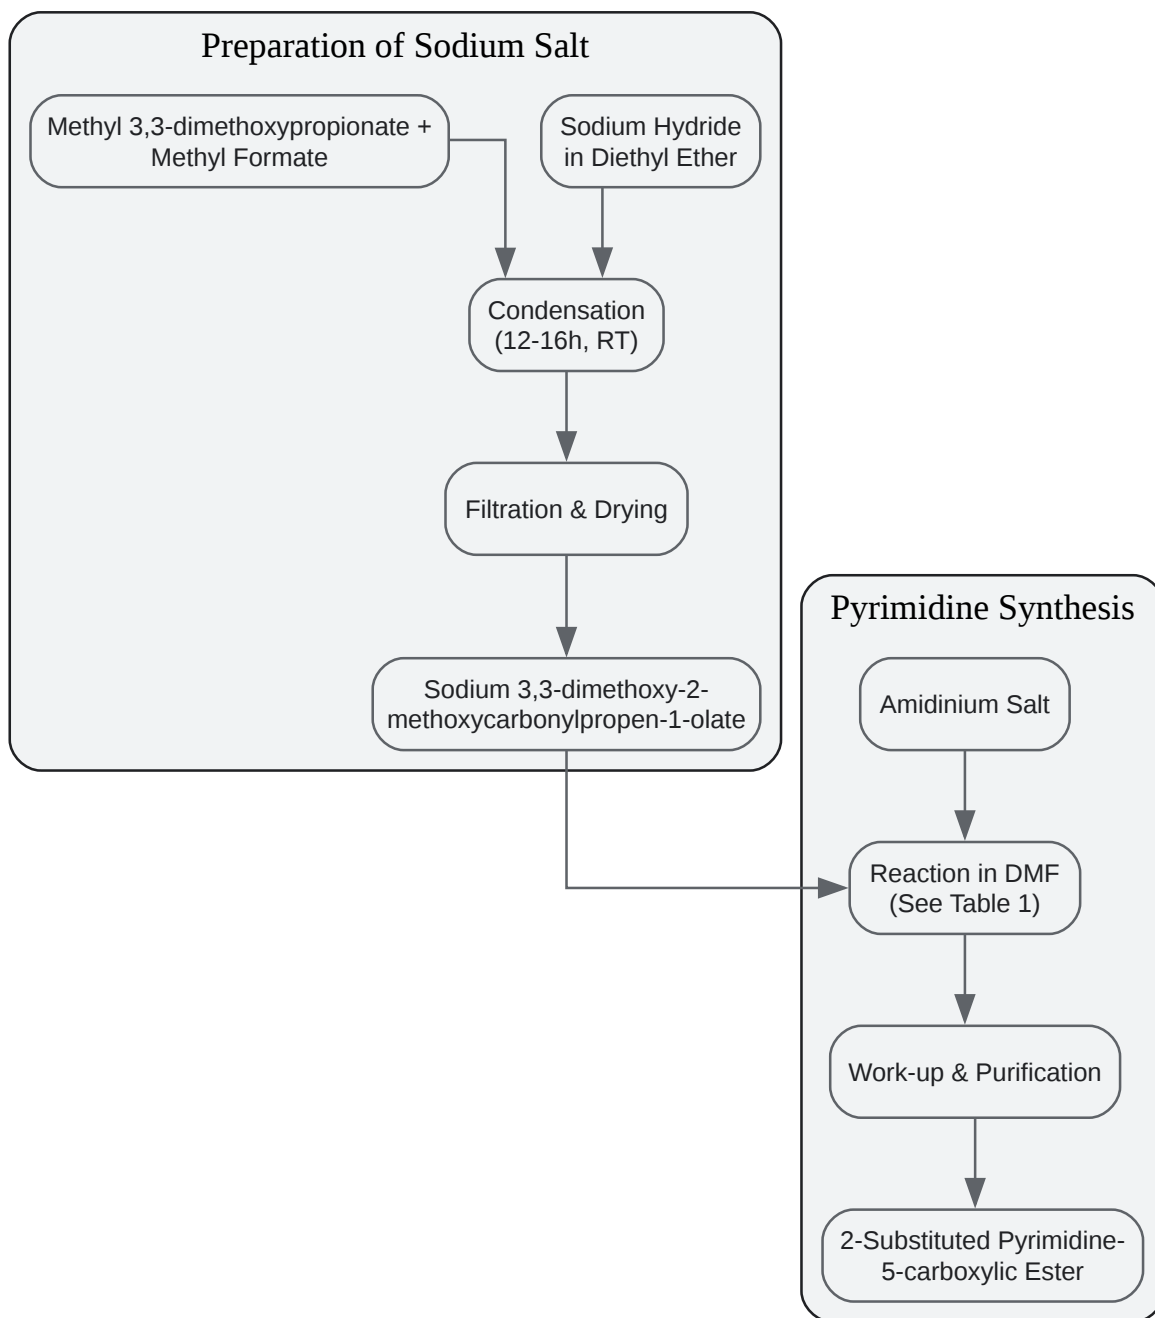 Preparation of Sodium Salt
Methyl 3,3-dimethoxypropionate +
Methyl Formate
Sodium Hydride
in Diethyl Ether
Condensation
(12-16h, RT)
Filtration & Drying
Sodium 3,3-dimethoxy-2-
methoxycarbonylpropen-1-olate
Pyrimidine Synthesis
Amidinium Salt
Reaction in DMF
(See Table 1)
Work-up & Purification
2-Substituted Pyrimidine-
5-carboxylic Ester